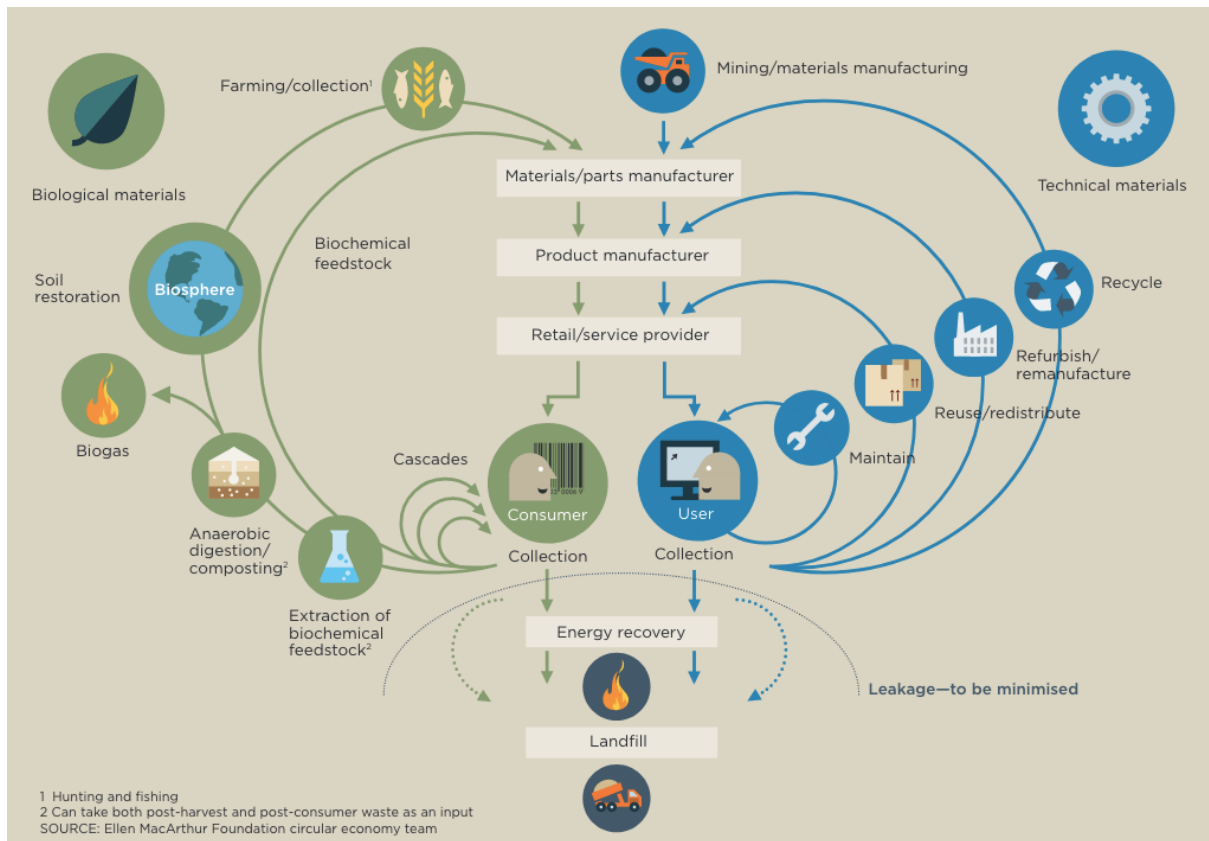 Farming/collection¹
Mining/materials manufacturing
Biological materials
Technical materials
Materials/parts manufacturer
Biochemical
feedstock
Product manufacturer
Soil
restoration
Biosphere
Recycle
Retail/service provider
Refurbish/
remanufacture
Reuse/redistribute
Biogas
Cascades
Maintain
Consumer
User
Anaerobic
digestion/
composting²
Collection
Collection
Extraction of
biochemical
feedstock²
Energy recovery
Leakage—to be minimised
Landfill
1 Hunting and fishing
2 Can take both post-harvest and post-consumer waste as an input
SOURCE: Ellen MacArthur Foundation circular economy team